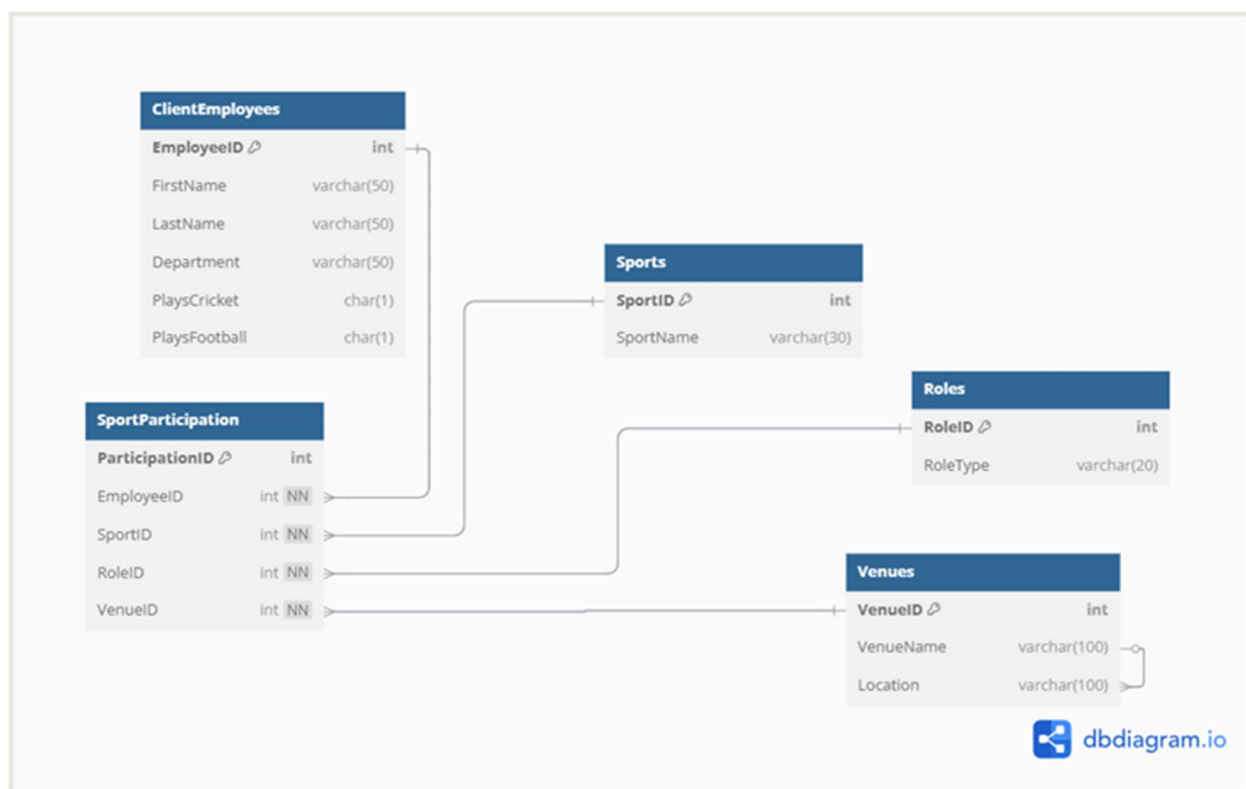 ClientEmployees
EmployeeID int
FirstName varchar(50)
LastName varchar(50)
Department varchar(50)
PlaysCricket char(1)
PlaysFootball char(1)
Sports
SportID int
SportName varchar(30)
Roles
RoleID int
RoleType varchar(20)
SportParticipation
ParticipationID int
EmployeeID int NN
SportID int NN
RoleID int NN
VenueID int NN
Venues
VenueID int
VenueName varchar(100)
Location varchar(100)
dbdiagram.io